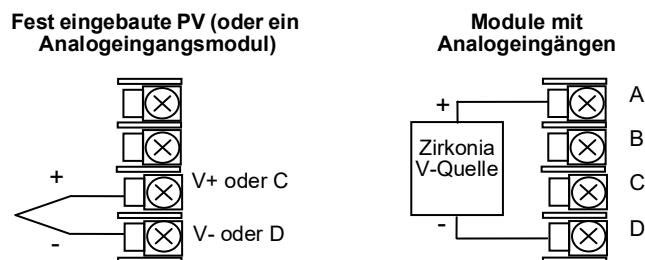 Fest eingebaute PV (oder ein
Analogeingangsmodul)
+
V+ oder C
-
V- oder D
Module mit
Analogeingängen
+
A
Zirkonia
V-Quelle
B
C
-
D